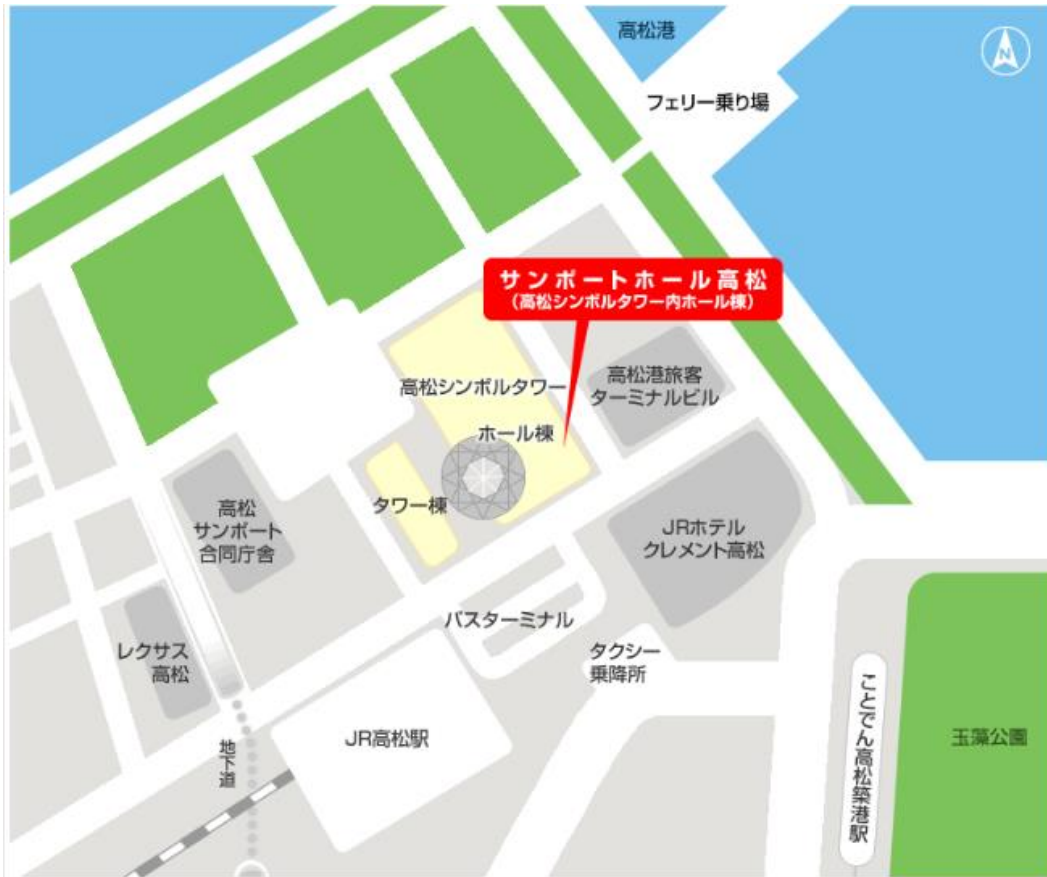 高松港
N
フェリー乗り場
サンポートホール高松
(高松シンボルタワー内ホール棟)
高松シンボルタワー
高松港旅客
ターミナルビル
ホール棟
タワー棟
高松
サンポート
合同庁舎
JRホテル
クレメント高松
バスターミナル
レクサス
高松
タクシー
乗降所
JR高松駅
地下道
ことでん高松築港駅
玉藻公園